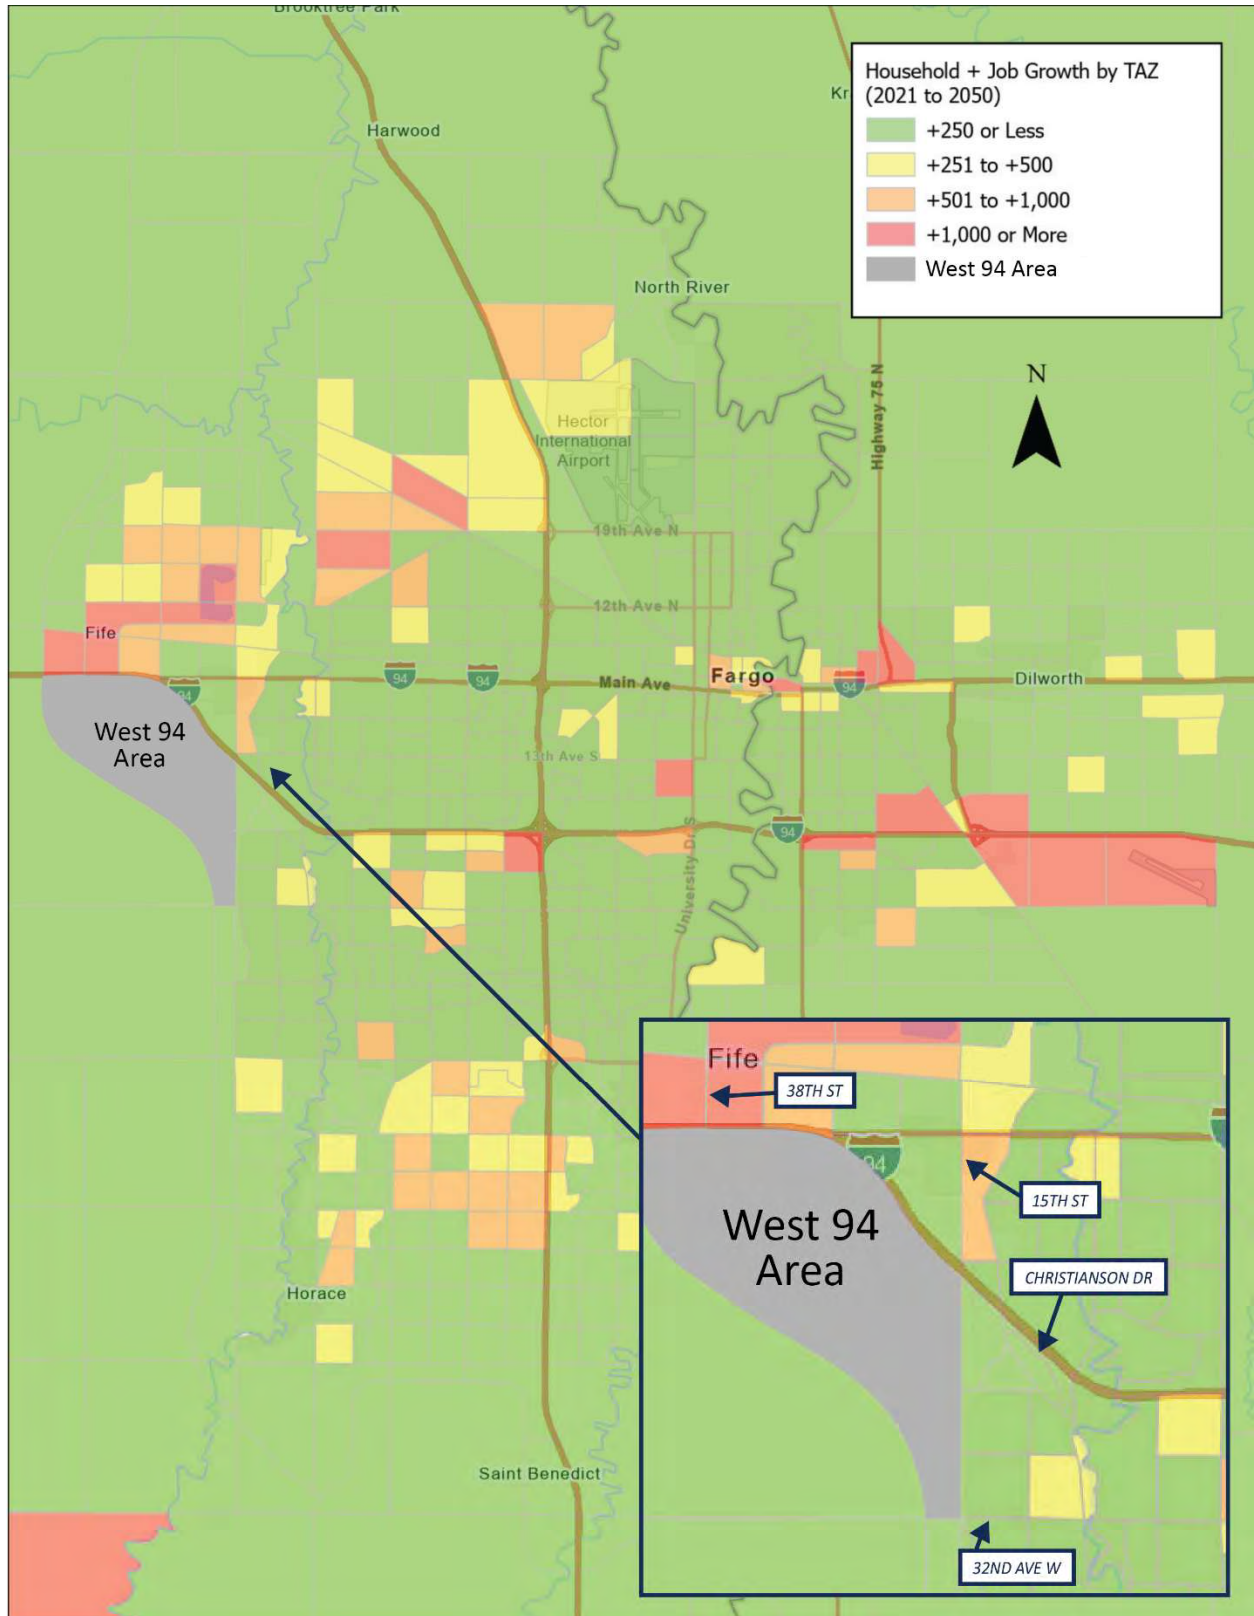 Brooktree Park
Household + Job Growth by TAZ
(2021 to 2050)
+250 or Less
+251 to +500
+501 to +1,000
+1,000 or More
West 94 Area
Kr
Harwood
North River
N
Highway 75 N
Hector
International
Airport
19th Ave N
12th Ave N
Fife
94
94
94
Main Ave
Fargo
94
Dilworth
West 94
Area
13th Ave S
94
University Dr S
Horace
Saint Benedict
Fife
38TH ST
94
15TH ST
West 94
Area
CHRISTIANSON DR
32ND AVE W